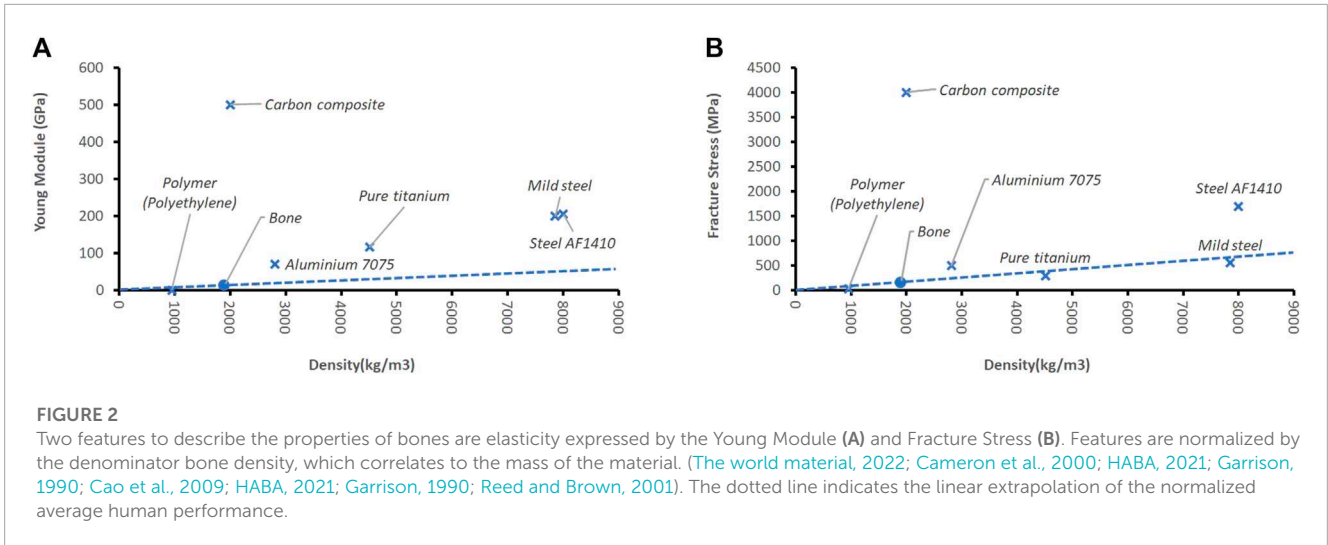 A
600
500
400
300
200
100
0
Young Module (GPa)
Carbon composite
Polymer
(Polyethylene)
Bone
Aluminium 7075
Pure titanium
Mild steel
Steel AF1410
0
1000
2000
3000
4000
5000
6000
7000
8000
9000
Density(kg/m3)
B
4500
4000
3500
3000
2500
2000
1500
1000
500
0
Fracture Stress (MPa)
Carbon composite
Polymer
(Polyethylene)
Bone
Aluminium 7075
Pure titanium
Steel AF1410
Mild steel
0
1000
2000
3000
4000
5000
6000
7000
8000
9000
Density(kg/m3)
FIGURE 2
Two features to describe the properties of bones are elasticity expressed by the Young Module (A) and Fracture Stress (B). Features are normalized by
the denominator bone density, which correlates to the mass of the material. (The world material, 2022; Cameron et al., 2000; HABA, 2021; Garrison,
1990; Cao et al., 2009; HABA, 2021; Garrison, 1990; Reed and Brown, 2001). The dotted line indicates the linear extrapolation of the normalized
average human performance.